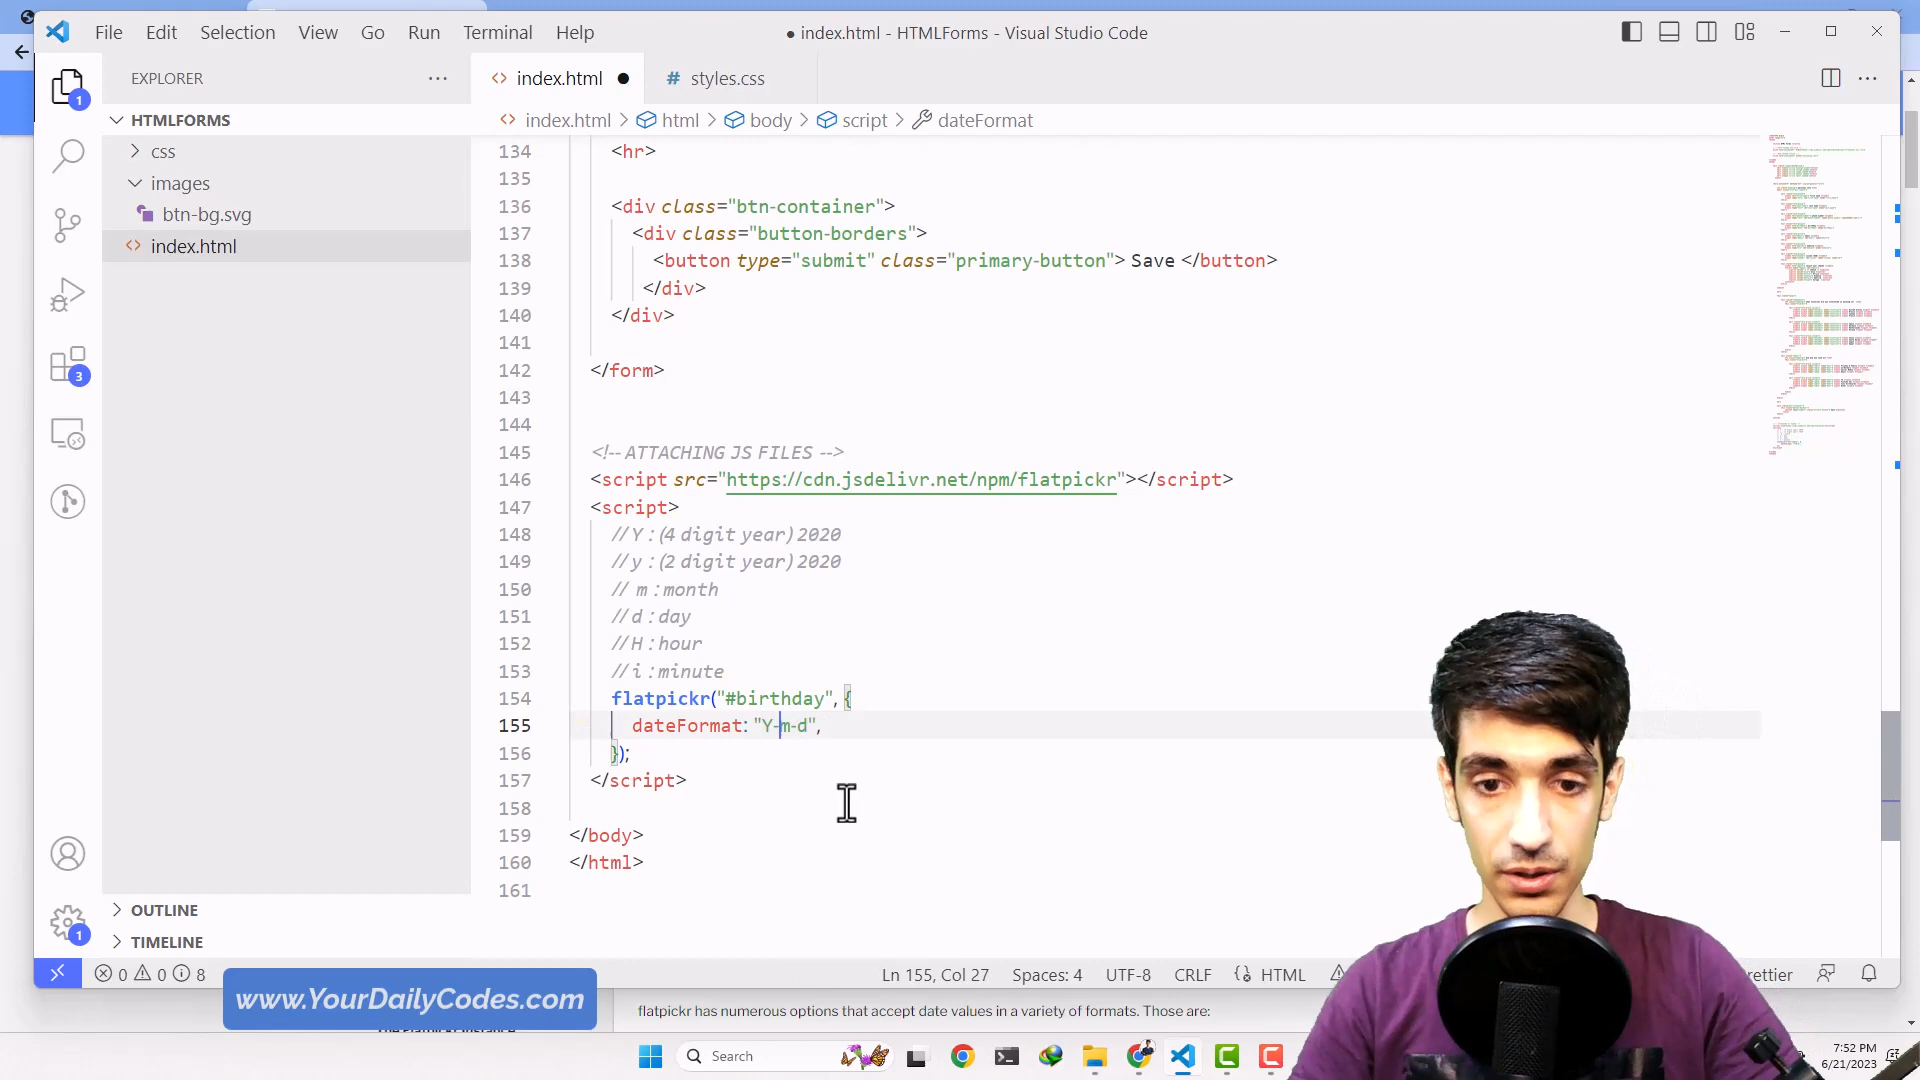 File Edit Selection View Go Run Terminal Help
● index.html - HTMLForms - Visual Studio Code
EXPLORER
index.html
# styles.css
index.html > html > body > script > dateFormat
HTMLFORMS
css
images
btn-bg.svg
index.html
OUTLINE
TIMELINE
1
3
1
134 <hr>
135
136 <div class="btn-container">
137 <div class="button-borders">
138 <button type="submit" class="primary-button"> Save </button>
139 </div>
140 </div>
141
142 </form>
143
144
145 <!-- ATTACHING JS FILES -->
146 <script src="https://cdn.jsdelivr.net/npm/flatpickr"></script>
147 <script>
148 // Y : (4 digit year) 2020
149 // y : (2 digit year) 2020
150 // m : month
151 // d : day
152 // H : hour
153 // i : minute
154 flatpickr("#birthday", {
155 dateFormat: "Y-m-d",
156 });
157 </script>
158
159 </body>
160 </html>
161
0 0 8
Ln 155, Col 27 Spaces: 4 UTF-8 CRLF HTML
www.YourDailyCodes.com
flatpickr has numerous options that accept date values in a variety of formats. Those are:
Search
7:52 PM
6/21/2023